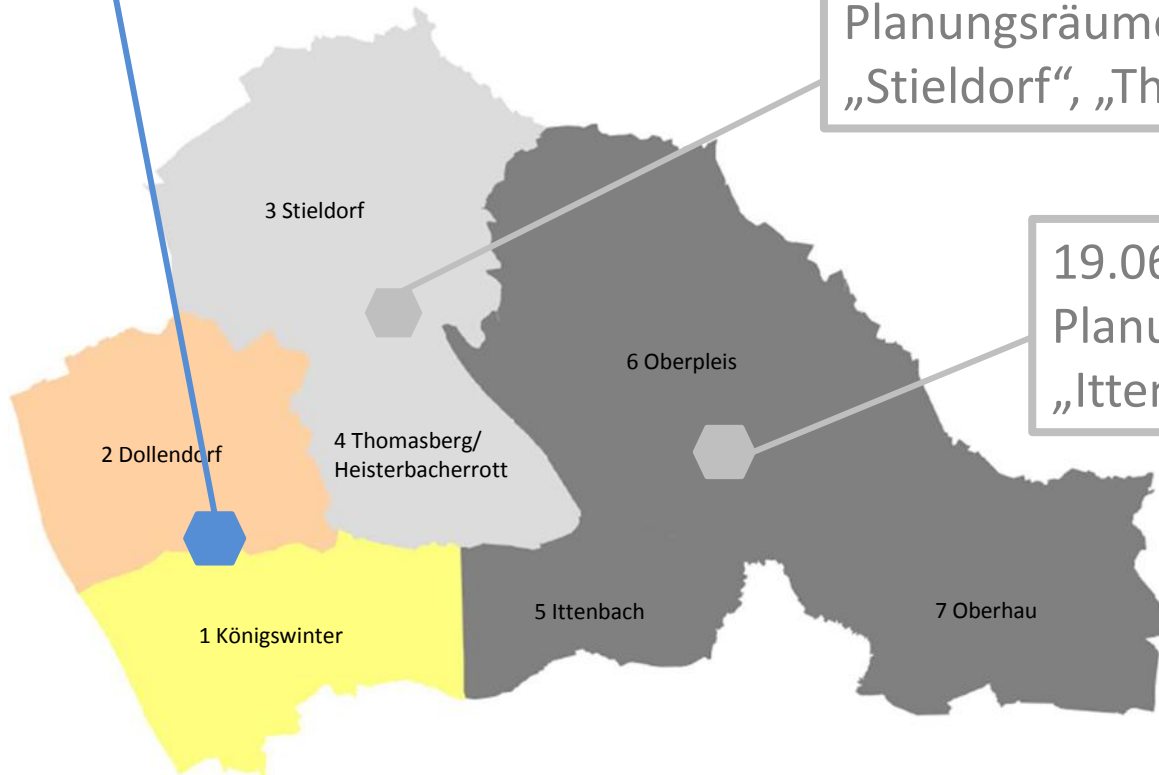 Planungsräume
„Stieldorf“, „Th
3 Stieldorf
19.06
Planu
„Itter
6 Oberpleis
2 Dollendorf
4 Thomasberg/
Heisterbacherrott
5 Ittenbach
7 Oberhau
1 Königswinter